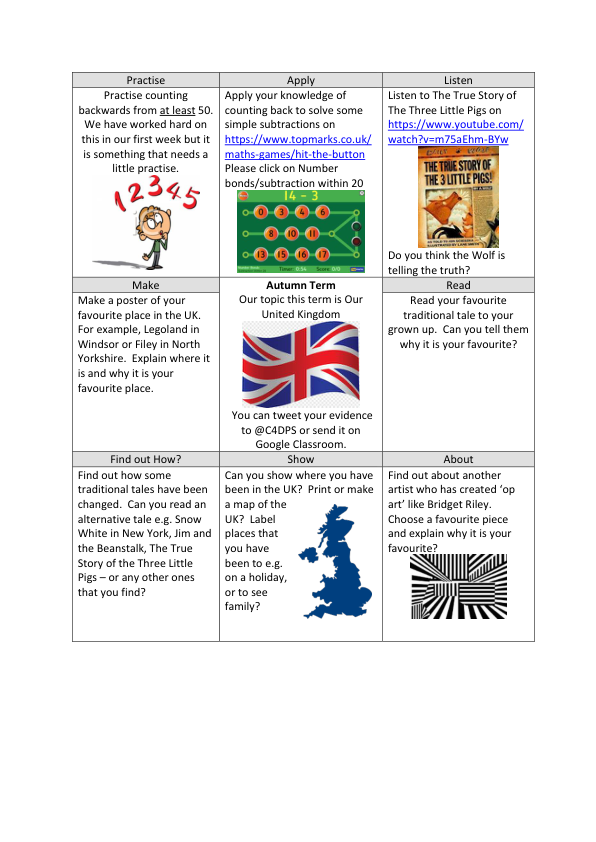 Practise
Practise counting
backwards from at least 50.
We have worked hard on
this in our first week but it
is something that needs a
little practise.
1 2 3 4 5
Apply
Apply your knowledge of
counting back to solve some
simple subtractions on
https://www.topmarks.co.uk/
maths-games/hit-the-button
Please click on Number
bonds/subtraction within 20
14 - 3
0 3 4 6
8 10 11
13 15 16 17
Timer: 0:54 Score: 0/0
Listen
Listen to The True Story of
The Three Little Pigs on
https://www.youtube.com/
watch?v=m75aEhm-BYw
THE TRUE STORY OF
THE 3 LITTLE PIGS!
Do you think the Wolf is
telling the truth?
Make
Make a poster of your
favourite place in the UK.
For example, Legoland in
Windsor or Filey in North
Yorkshire.  Explain where it
is and why it is your
favourite place.
Autumn Term
Our topic this term is Our
United Kingdom
You can tweet your evidence
to @C4DPS or send it on
Google Classroom.
Read
Read your favourite
traditional tale to your
grown up.  Can you tell them
why it is your favourite?
Find out How?
Find out how some
traditional tales have been
changed.  Can you read an
alternative tale e.g. Snow
White in New York, Jim and
the Beanstalk, The True
Story of the Three Little
Pigs – or any other ones
that you find?
Show
Can you show where you have
been in the UK?  Print or make
a map of the
UK?  Label
places that
you have
been to e.g.
on a holiday,
or to see
family?
About
Find out about another
artist who has created ‘op
art’ like Bridget Riley.
Choose a favourite piece
and explain why it is your
favourite?